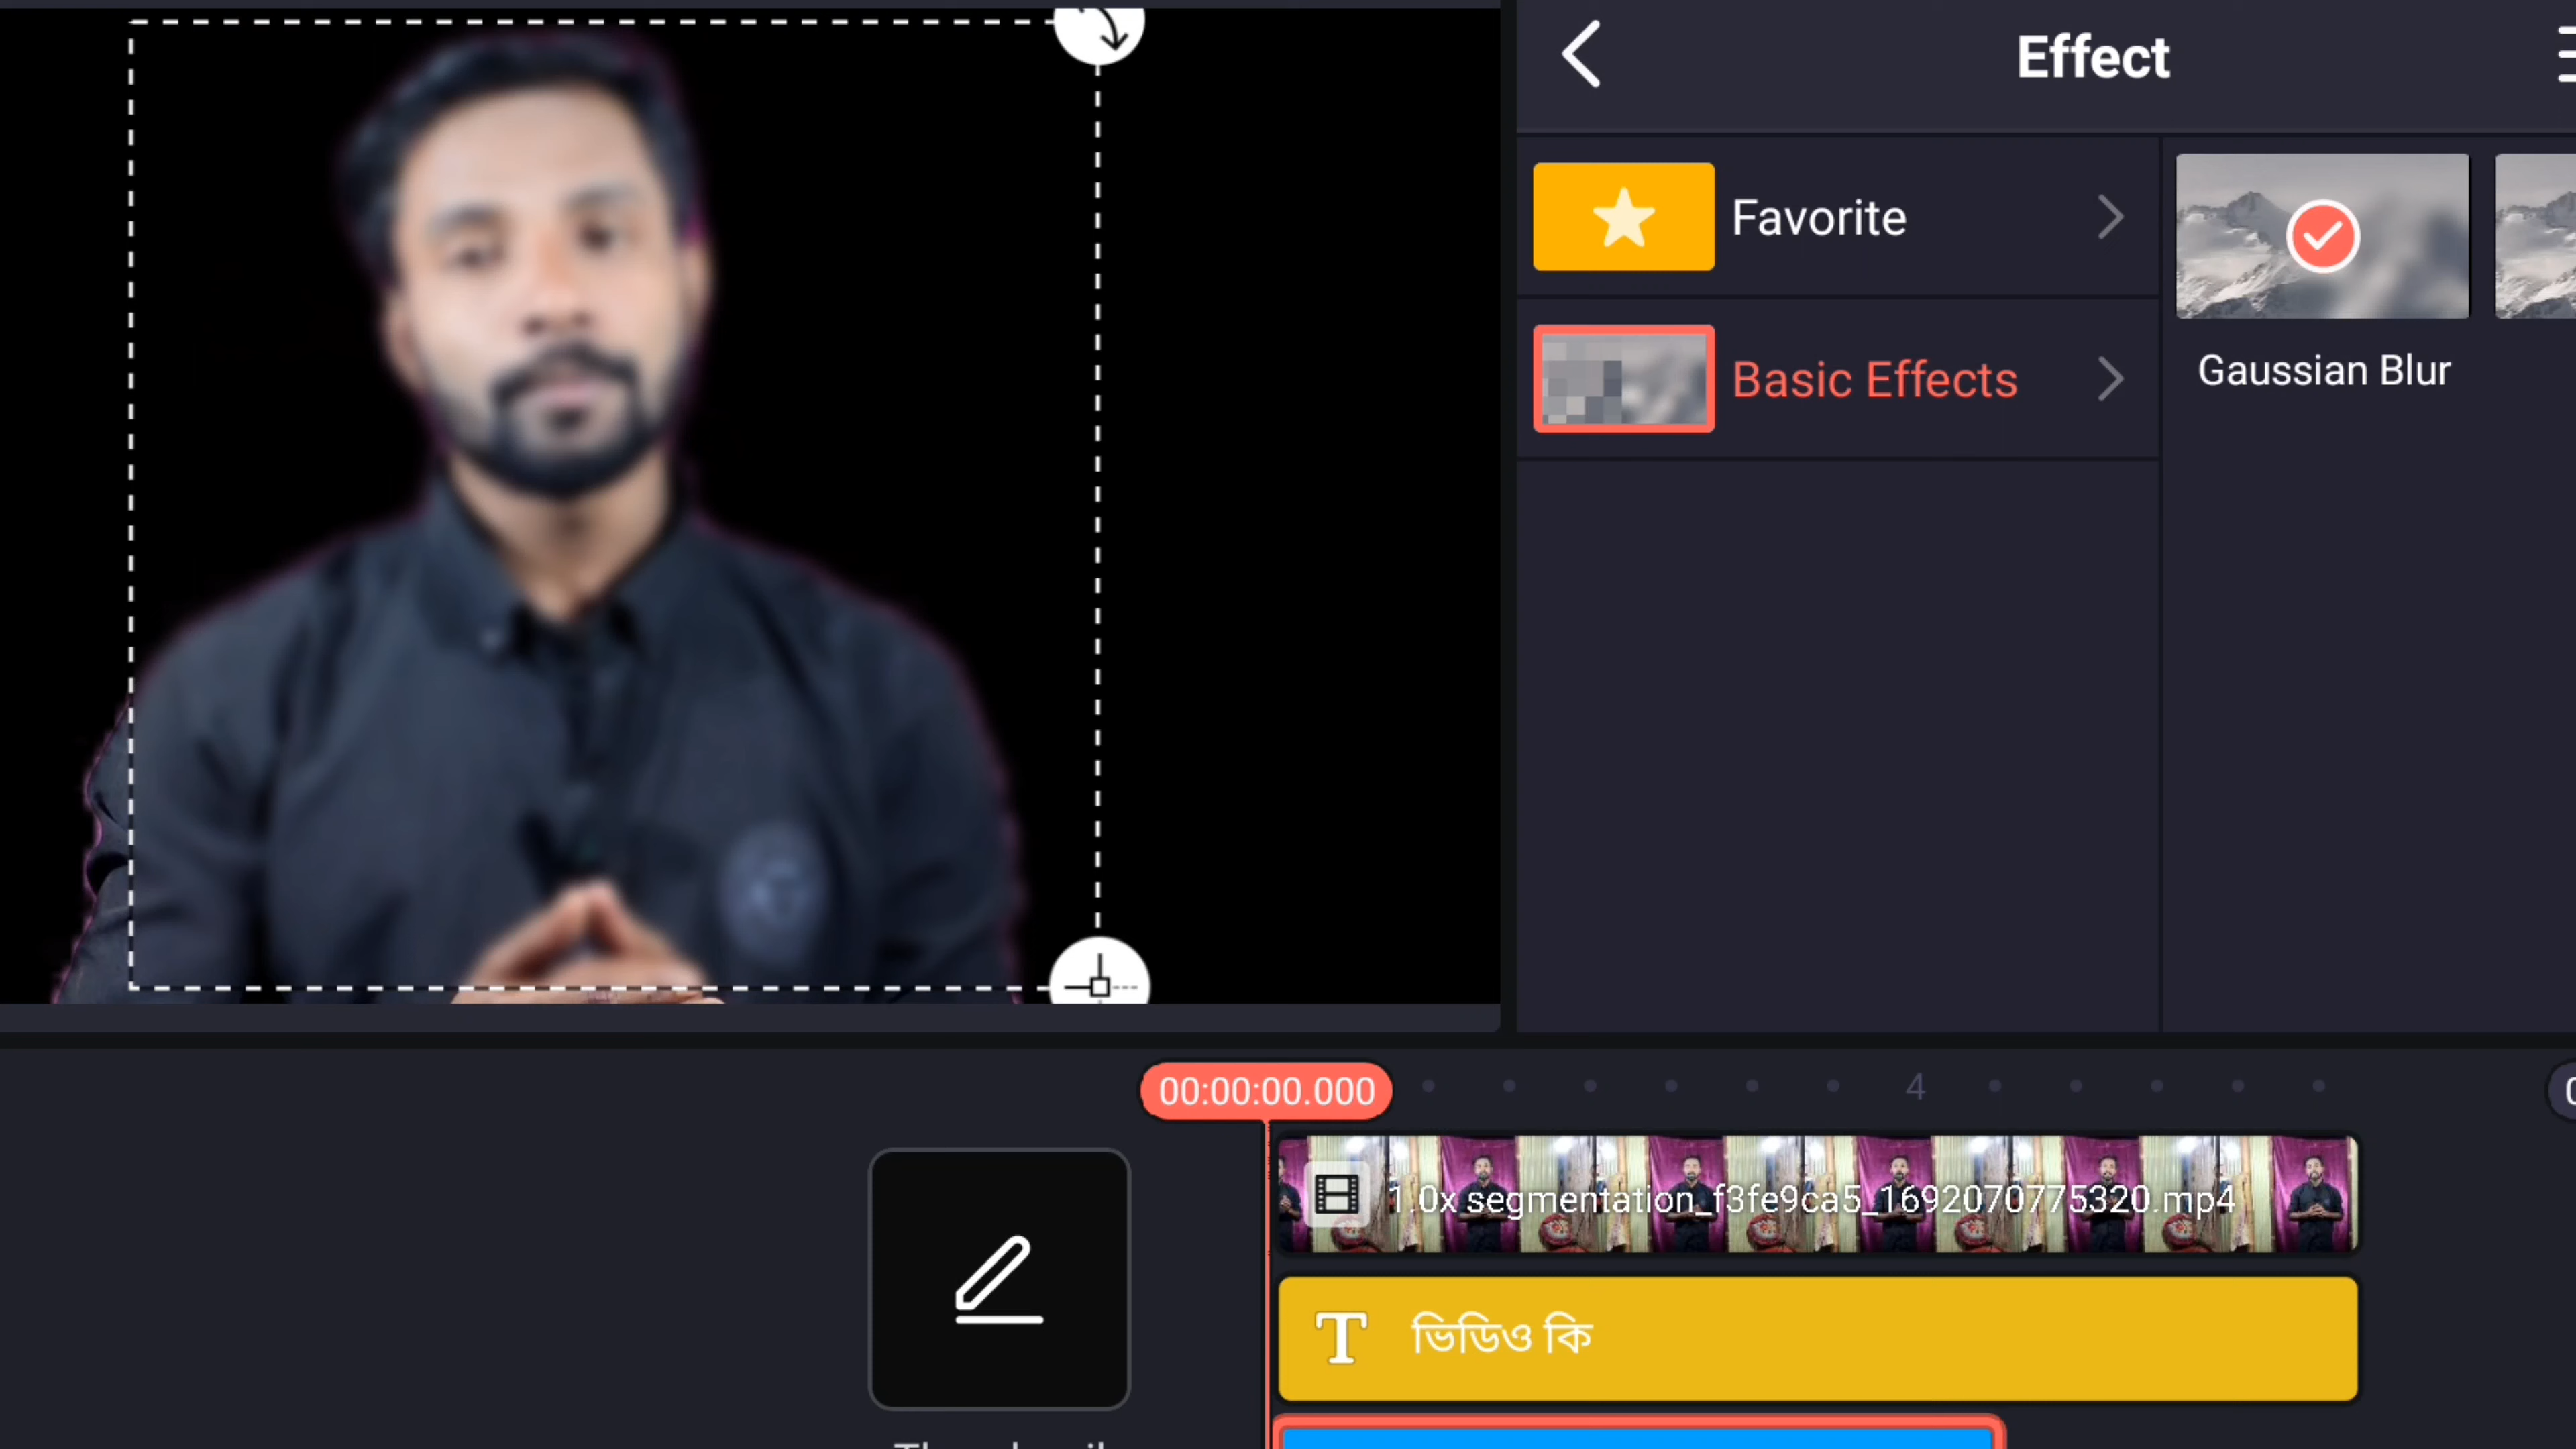 Effect
Favorite
Basic Effects
Gaussian Blur
00:00:00.000
4
1.0x segmentation_f3fe9ca5_1692070775320.mp4
T ভিডিও কি